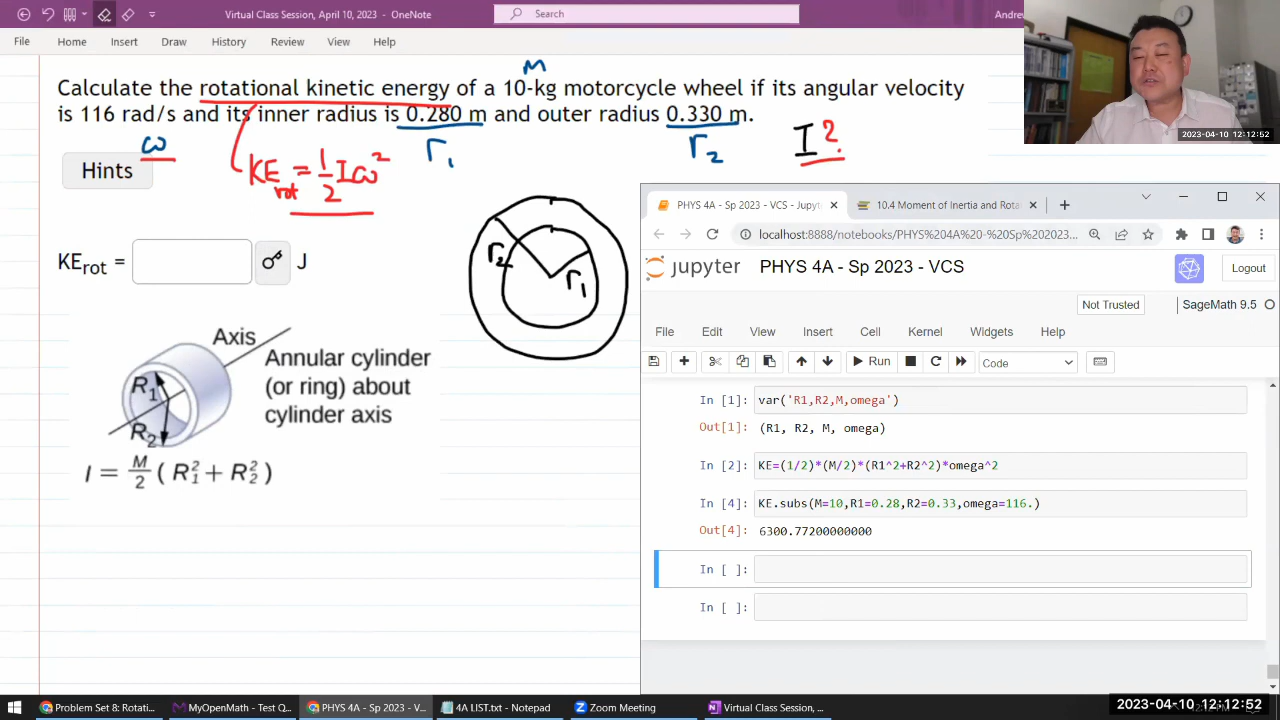 Virtual Class Session, April 10, 2023 - OneNote
Search
Andrew
File Home Insert Draw History Review View Help
M
Calculate the rotational kinetic energy of a 10-kg motorcycle wheel if its angular velocity
is 116 rad/s and its inner radius is 0.280 m and outer radius 0.330 m.
ω
r1
r2
I?
Hints
KErot = 1/2 Iω²
KErot = J
r2
r1
Axis
Annular cylinder
(or ring) about
cylinder axis
R1
R2
I = M/2 ( R1² + R2² )
2023-04-10 12:12:52
PHYS 4A - Sp 2023 - VCS - Jupyt
10.4 Moment of Inertia and Rota
localhost:8888/notebooks/PHYS%204A%20-%20Sp%202023...
jupyter PHYS 4A - Sp 2023 - VCS
Logout
Not Trusted
SageMath 9.5
File Edit View Insert Cell Kernel Widgets Help
Run
Code
In [1]: var('R1,R2,M,omega')
Out[1]: (R1, R2, M, omega)
In [2]: KE=(1/2)*(M/2)*(R1^2+R2^2)*omega^2
In [4]: KE.subs(M=10,R1=0.28,R2=0.33,omega=116.)
Out[4]: 6300.77200000000
In [ ]:
In [ ]:
Problem Set 8: Rotati...
MyOpenMath - Test Q...
PHYS 4A - Sp 2023 - V...
4A LIST.txt - Notepad
Zoom Meeting
Virtual Class Session, ...
2023-04-10 12:12:52